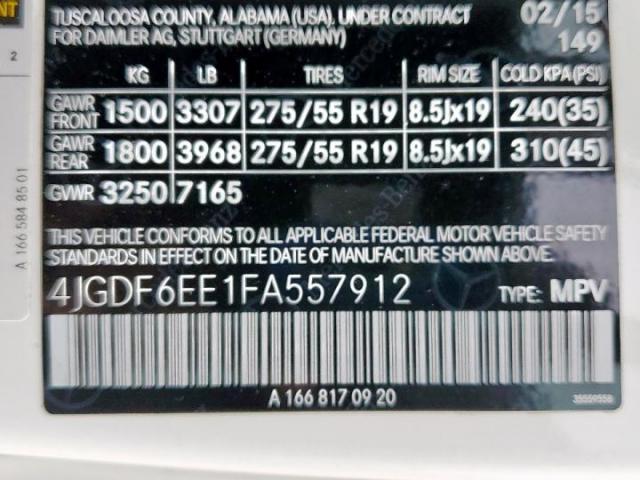 NT
TUSCALOOSA COUNTY, ALABAMA (USA). UNDER CONTRACT 02/15
FOR DAIMLER AG, STUTTGART (GERMANY) 149
2
KG LB TIRES RIM SIZE COLD KPA(PSI)
GAWR FRONT 1500 3307 275/55 R19 8.5Jx19 240(35)
GAWR REAR 1800 3968 275/55 R19 8.5Jx19 310(45)
GVWR 3250 7165
THIS VEHICLE CONFORMS TO ALL APPLICABLE FEDERAL MOTOR VEHICLE SAFETY
STANDARDS IN EFFECT ON THE DATE OF MANUFACTURE SHOWN ABOVE.
4JGDF6EE1FA557912 TYPE: MPV
A 166 817 09 20
35559558
A 166 584 85 01